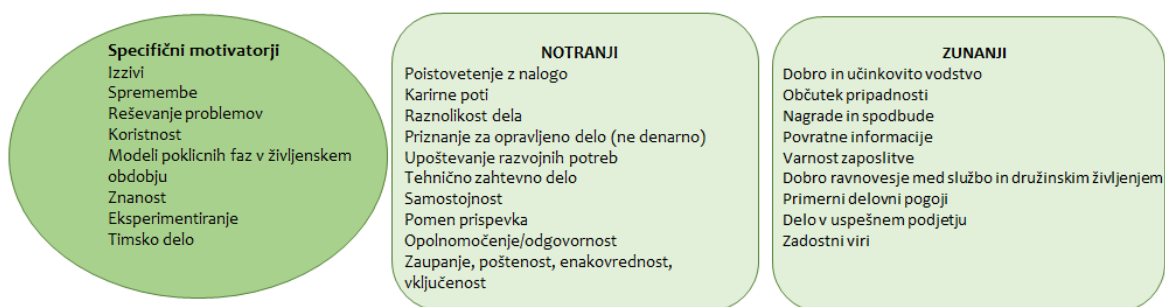 Specifični motivatorji
Izzivi
Spremembe
Reševanje problemov
Koristnost
Modeli poklicnih faz v življenskem
obdobju
Znanost
Eksperimentiranje
Timsko delo
NOTRANJI
Poistovetenje z nalogo
Karirne poti
Raznolikost dela
Priznanje za opravljeno delo (ne denarno)
Upoštevanje razvojnih potreb
Tehnično zahtevno delo
Samostojnost
Pomen prispevka
Opolnomočenje/odgovornost
Zaupanje, poštenost, enakovrednost,
vključenost
ZUNANJI
Dobro in učinkovito vodstvo
Občutek pripadnosti
Nagrade in spodbude
Povratne informacije
Varnost zaposlitve
Dobro ravnovesje med službo in družinskim življenjem
Primerni delovni pogoji
Delo v uspešnem podjetju
Zadostni viri